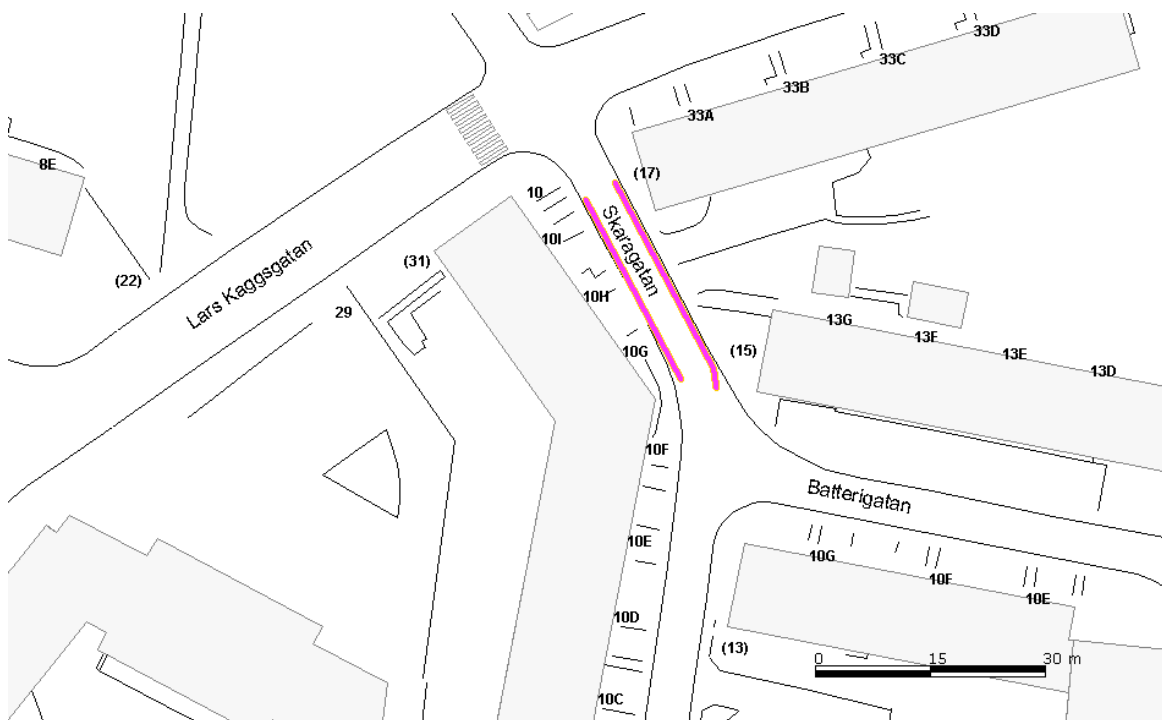 33D
33C
33B
33A
8E
(17)
10
Skaragatan
10I
(31)
(22)
Lars Kaggsgatan
10H
29
13G
13F
10G
(15)
13E
13D
10F
Batterigatan
10E
10G
10F
10E
10D
(13)
0 15 30 m
10C